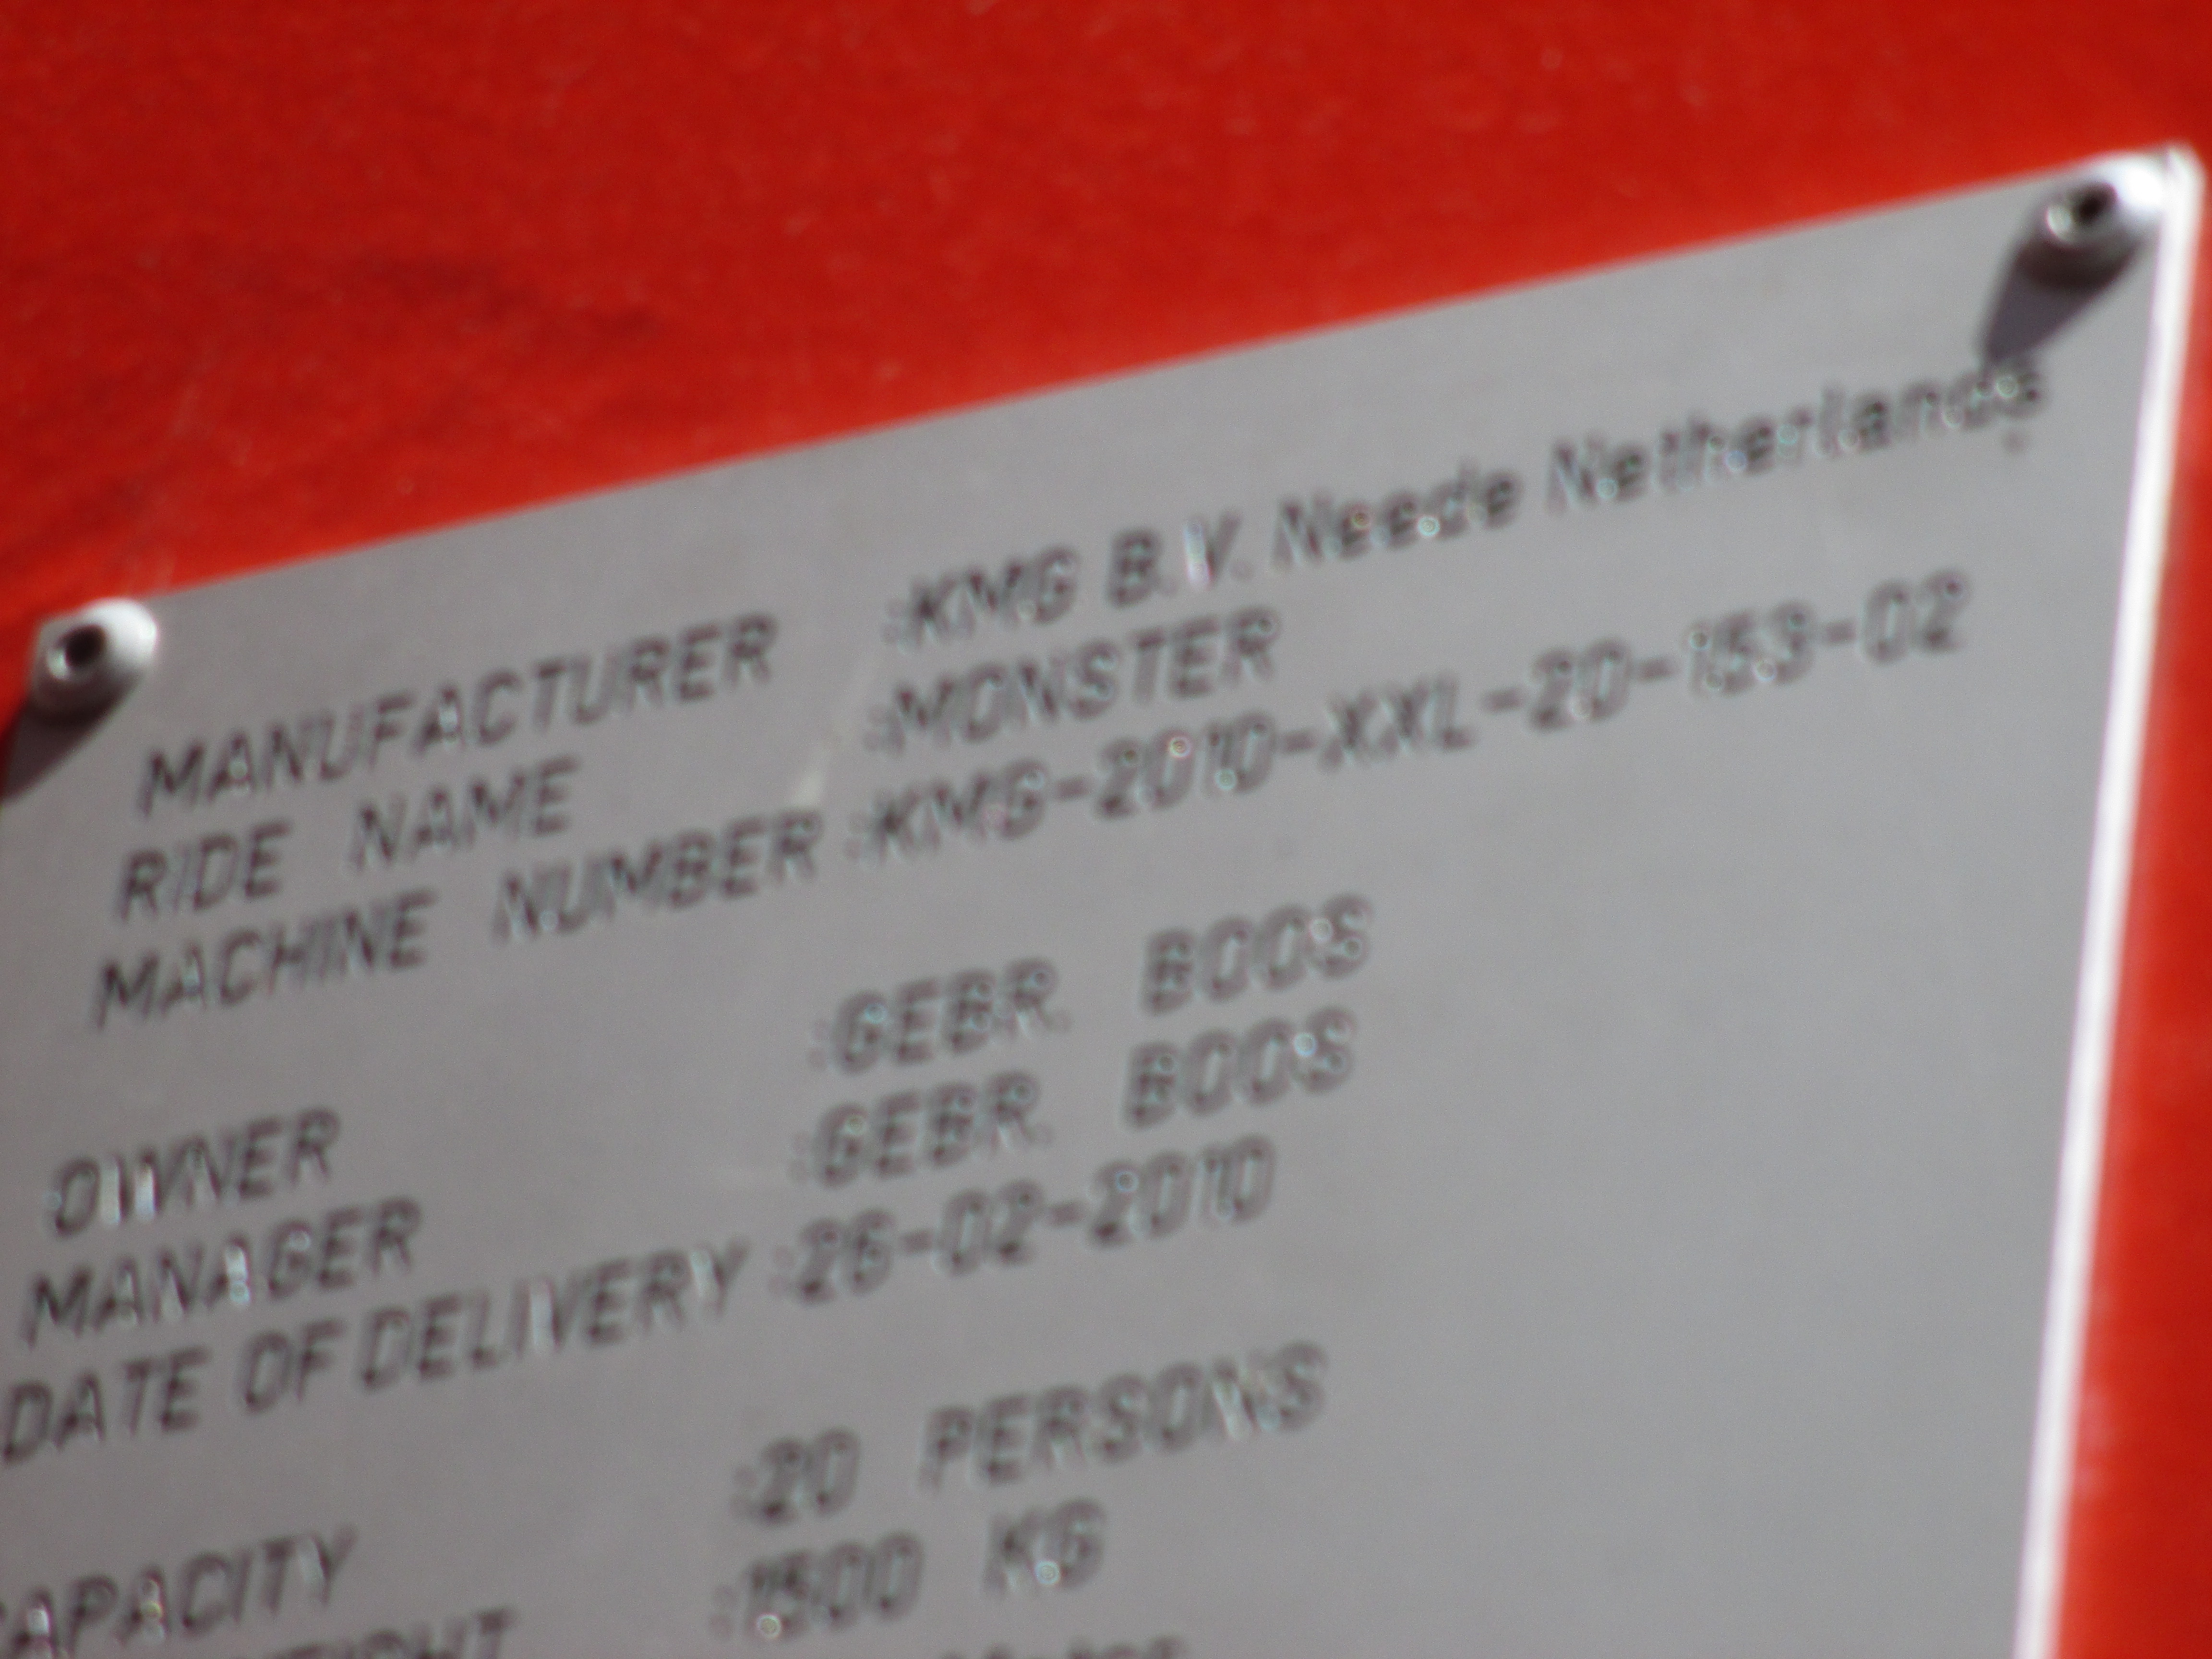 MANUFACTURER :KMG B.V. Neede Netherlands
RIDE NAME :MONSTER
MACHINE NUMBER :KMG-2010-XXL-20-153-02
OWNER :GEBR. BOOS
MANAGER :GEBR. BOOS
DATE OF DELIVERY :26-02-2010
CAPACITY :20 PERSONS
:1500 KG